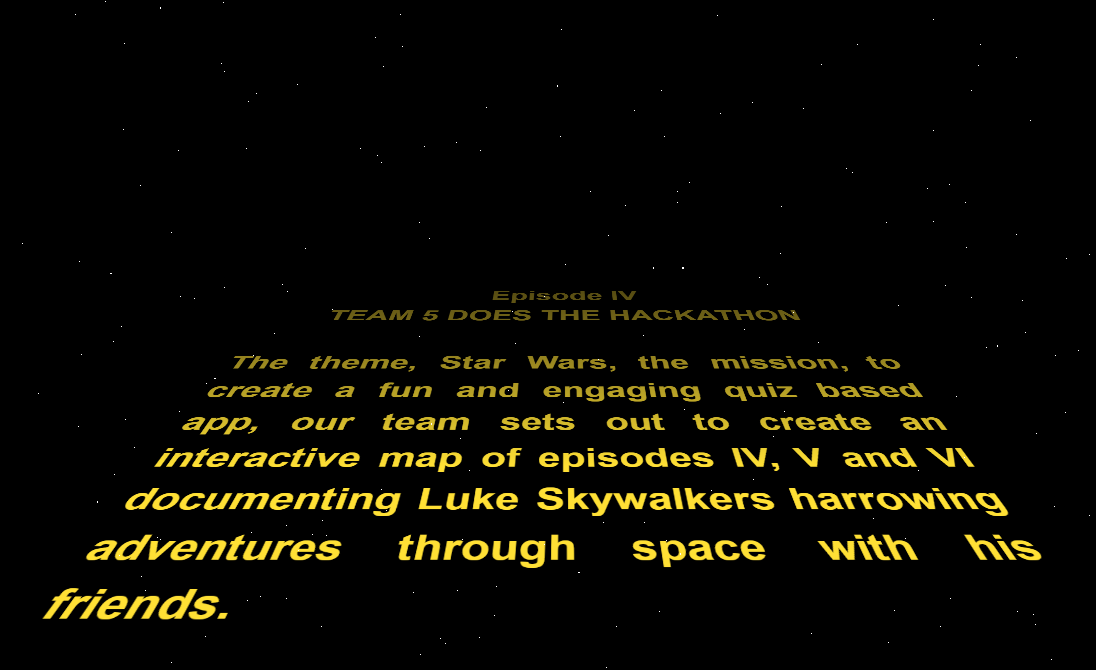 Episode IV
TEAM 5 DOES THE HACKATHON
The theme, Star Wars, the mission, to
create a fun and engaging quiz based
app, our team sets out to create an
interactive map of episodes IV, V and VI
documenting Luke Skywalkers harrowing
adventures through space with his
friends.